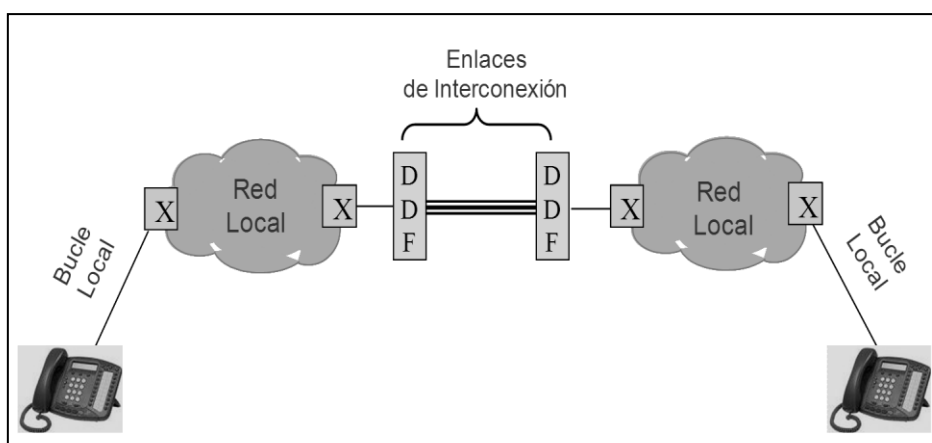 Enlaces
de Interconexión
D
D
F
D
D
F
X
Red
Local
X
X
Red
Local
X
Bucle
Local
Bucle
Local